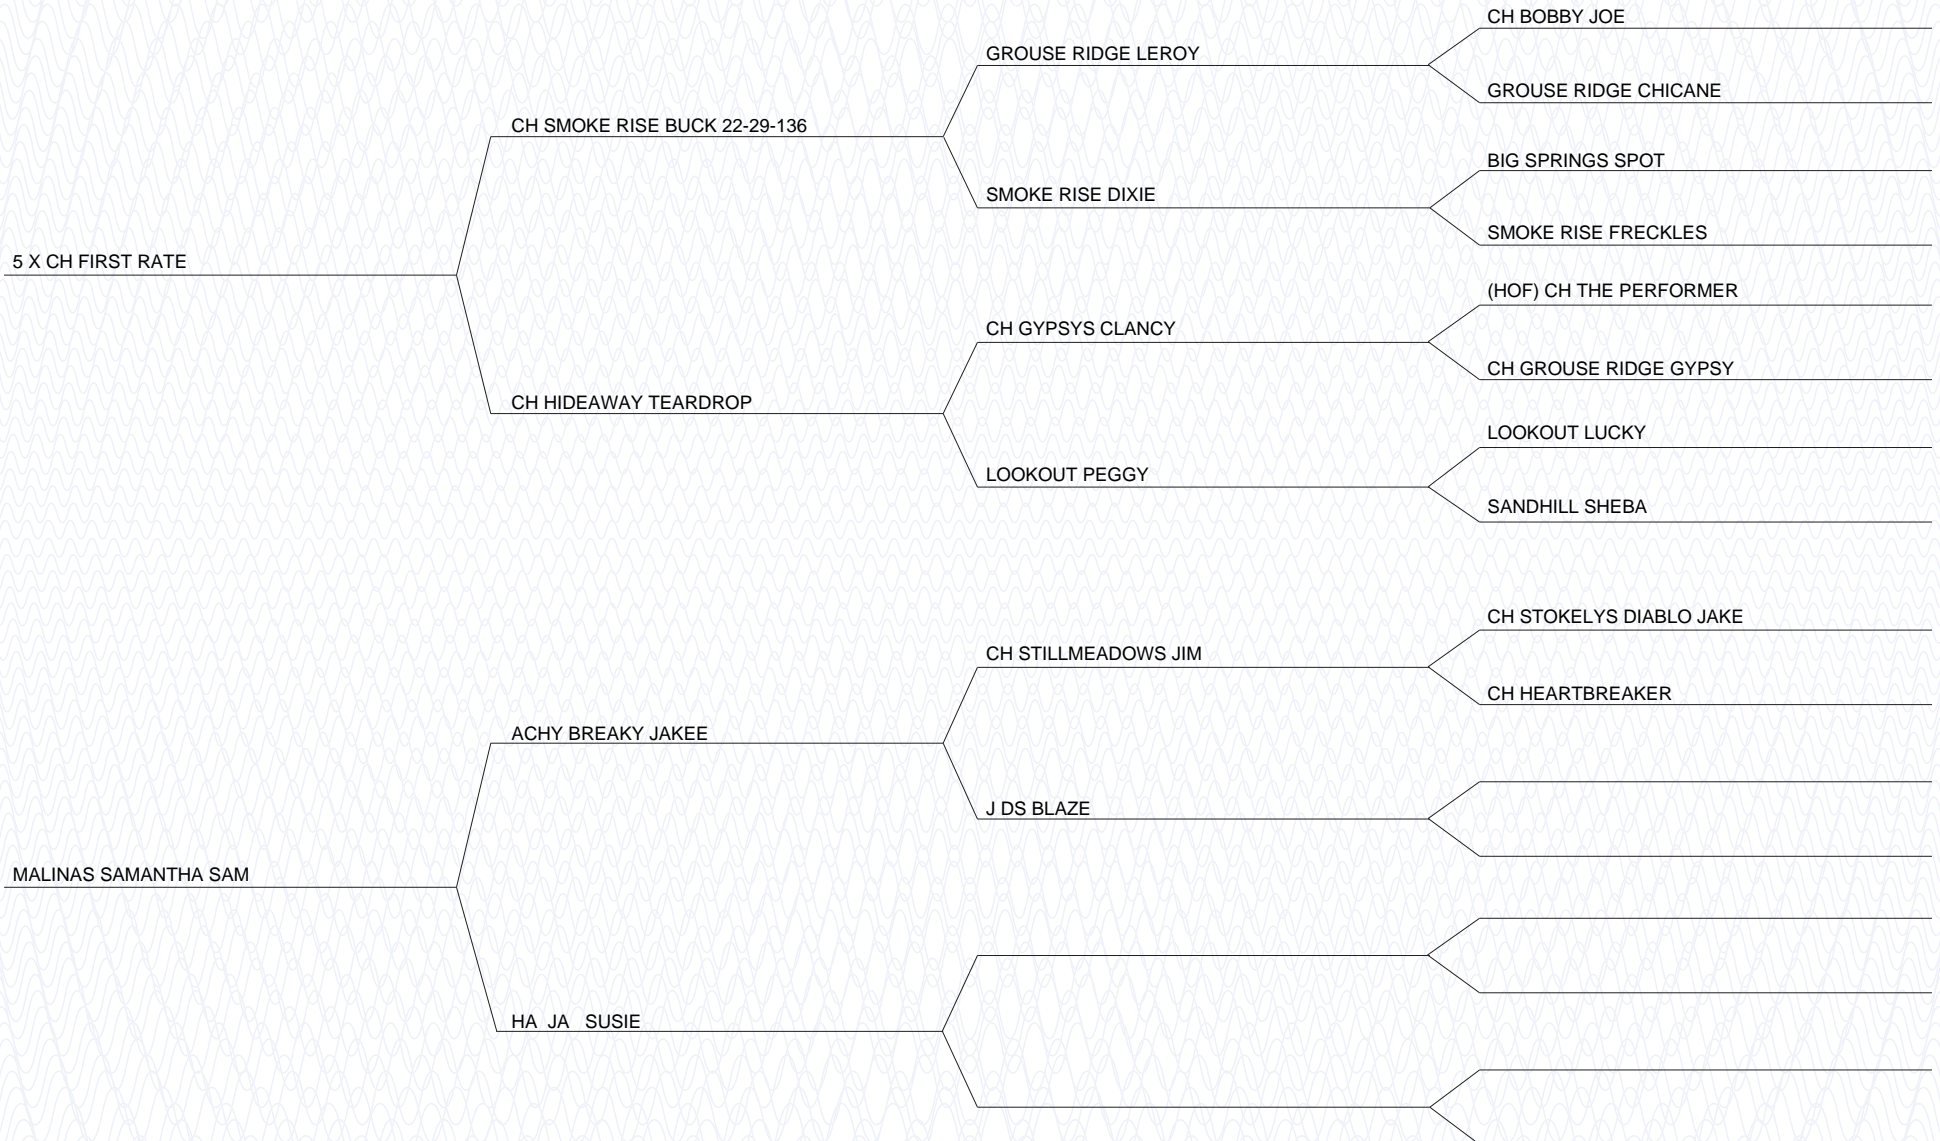 CH BOBBY JOE
GROUSE RIDGE LEROY
GROUSE RIDGE CHICANE
CH SMOKE RISE BUCK 22-29-136
BIG SPRINGS SPOT
SMOKE RISE DIXIE
SMOKE RISE FRECKLES
5 X CH FIRST RATE
(HOF) CH THE PERFORMER
CH GYPSYS CLANCY
CH GROUSE RIDGE GYPSY
CH HIDEAWAY TEARDROP
LOOKOUT LUCKY
LOOKOUT PEGGY
SANDHILL SHEBA
CH STOKELYS DIABLO JAKE
CH STILLMEADOWS JIM
CH HEARTBREAKER
ACHY BREAKY JAKEE
J DS BLAZE
MALINAS SAMANTHA SAM
HA  JA   SUSIE